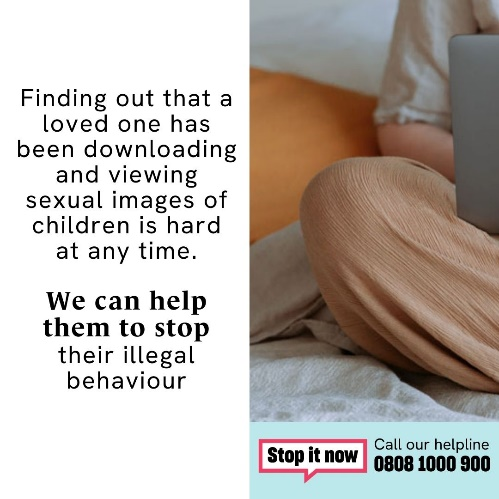 Finding out that a
loved one has
been downloading
and viewing
sexual images of
children is hard
at any time.
We can help
them to stop
their illegal
behaviour
Stop it now
Call our helpline
0808 1000 900